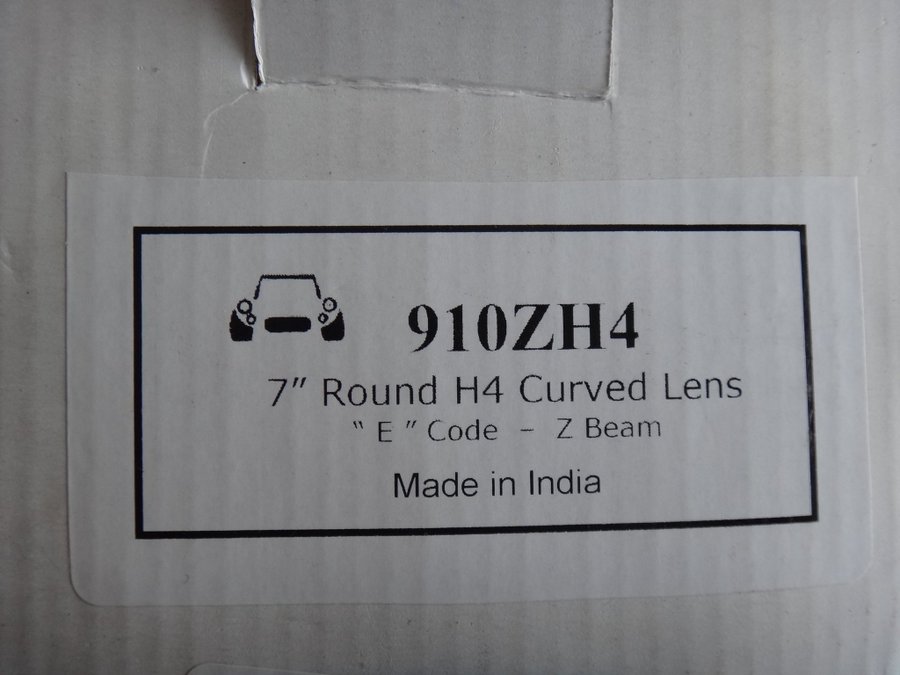 910ZH4
7" Round H4 Curved Lens
" E " Code - Z Beam
Made in India